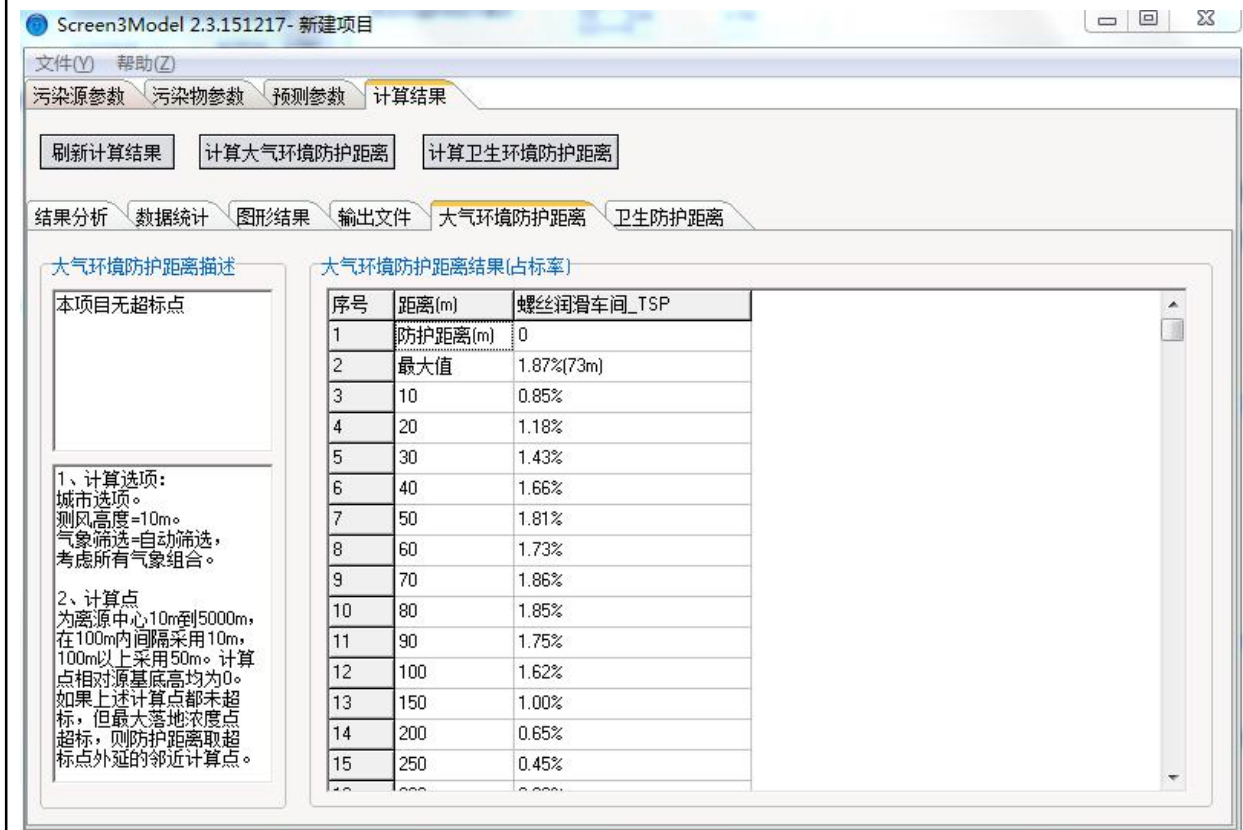 Screen3Model 2.3.151217- 新建项目
文件(Y) 帮助(Z)
污染源参数 污染物参数 预测参数 计算结果
刷新计算结果 计算大气环境防护距离 计算卫生环境防护距离
结果分析 数据统计 图形结果 输出文件 大气环境防护距离 卫生防护距离
大气环境防护距离描述
本项目无超标点
1、计算选项:
城市选项。
测风高度=10m。
气象筛选=自动筛选,
考虑所有气象组合。
2、计算点
为离源中心10m到5000m,
在100m内间隔采用10m,
100m以上采用50m。计算
点相对源基底高均为0。
如果上述计算点都未超
标,但最大落地浓度点
超标,则防护距离取超
标点外延的邻近计算点。
大气环境防护距离结果(占标率)
序号 距离(m) 螺丝润滑车间_TSP
1 防护距离(m) 0
2 最大值 1.87%(73m)
3 10 0.85%
4 20 1.18%
5 30 1.43%
6 40 1.66%
7 50 1.81%
8 60 1.73%
9 70 1.86%
10 80 1.85%
11 90 1.75%
12 100 1.62%
13 150 1.00%
14 200 0.65%
15 250 0.45%